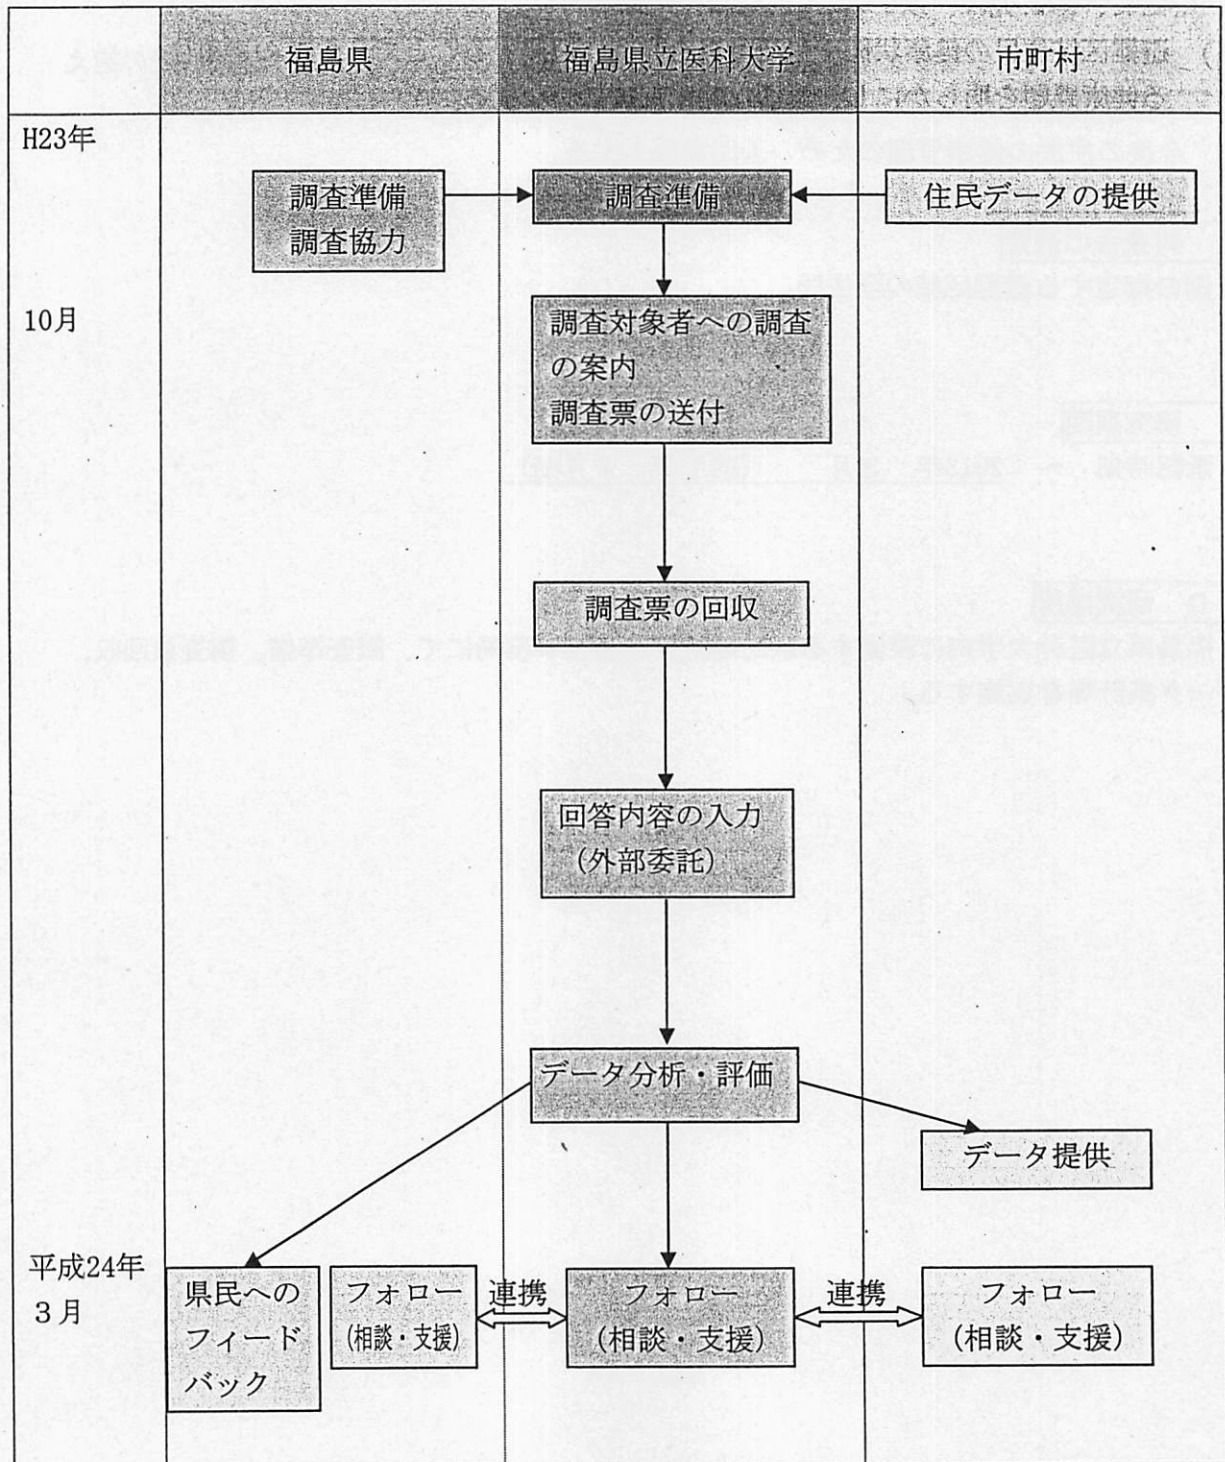 福島県
福島県立医科大学
市町村
H23年
調査準備
調査協力
調査準備
住民データの提供
10月
調査対象者への調査
の案内
調査票の送付
調査票の回収
回答内容の入力
（外部委託）
データ分析・評価
データ提供
平成24年
３月
県民への
フィード
バック
フォロー
(相談・支援)
連携
フォロー
(相談・支援)
連携
フォロー
(相談・支援)